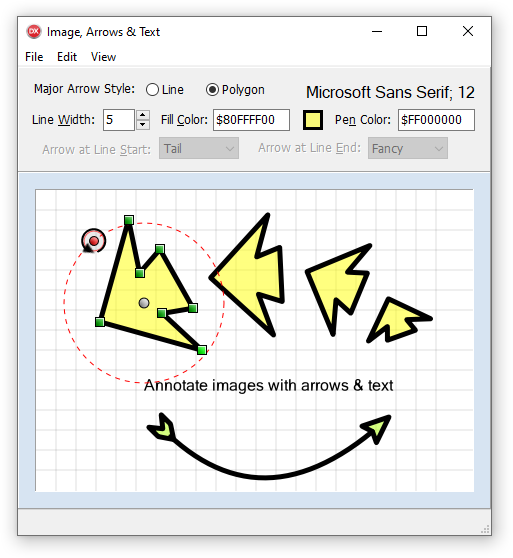 DX Image, Arrows & Text
File Edit View
Major Arrow Style: Line Polygon Microsoft Sans Serif; 12
Line Width: 5 Fill Color: $80FFFF00 Pen Color: $FF000000
Arrow at Line Start: Tail Arrow at Line End: Fancy
Annotate images with arrows & text